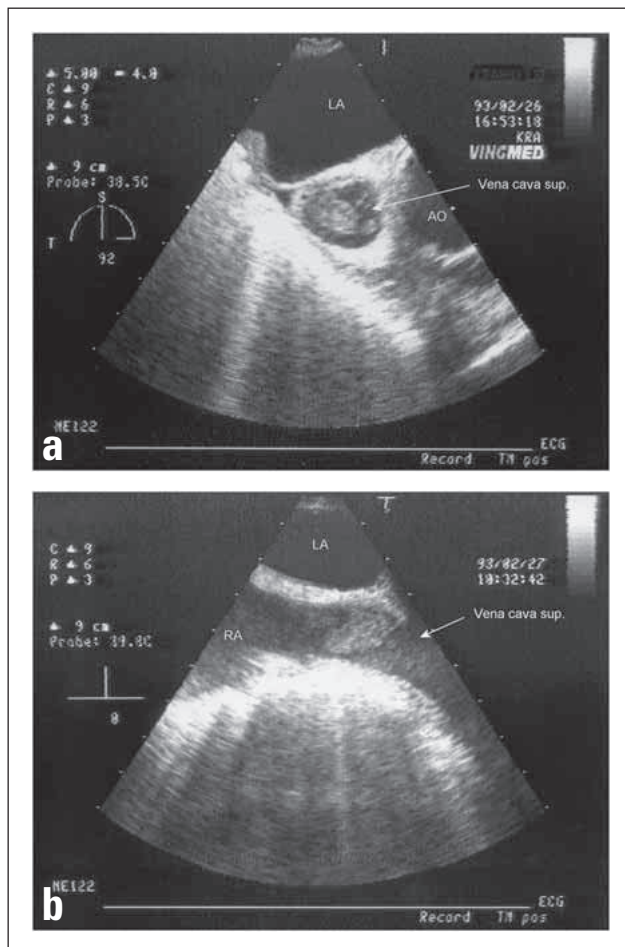 ▲ 5.00 ▬ 4.0
C ▲ 9
R ▲ 6
P ▲ 3
▲ 9 cm
Probe: 38.5C
S
T
92
LA
93/02/26
16:53:18
KRA
VINGMED
Vena cava sup.
AO
ME122
a
ECG
Record TM pos
C ▲ 9
R ▲ 6
P ▲ 3
▲ 9 cm
Probe: 39.8C
0
LA
93/02/27
10:32:42
Vena cava sup.
RA
ME122
b
ECG
Record TM pos